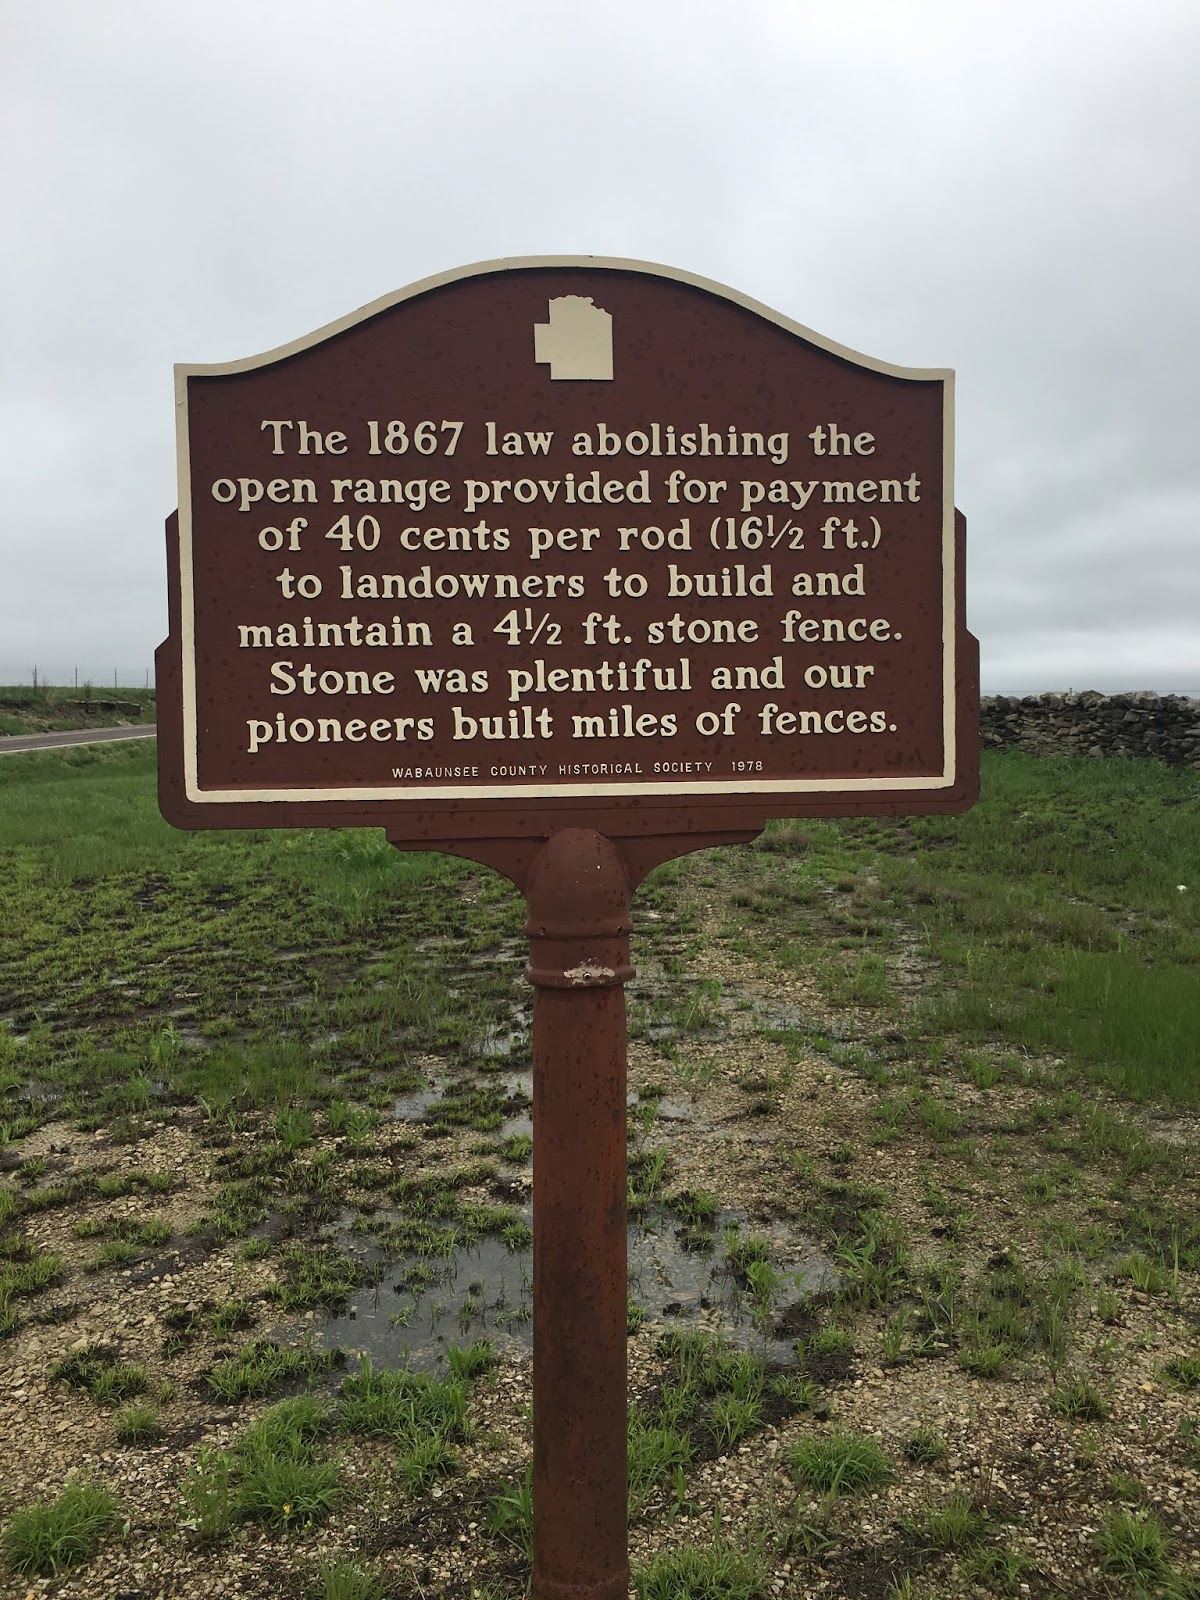 The 1867 law abolishing the
open range provided for payment
of 40 cents per rod (16½ ft.)
to landowners to build and
maintain a 4½ ft. stone fence.
Stone was plentiful and our
pioneers built miles of fences.
WABAUNSEE COUNTY HISTORICAL SOCIETY 1978